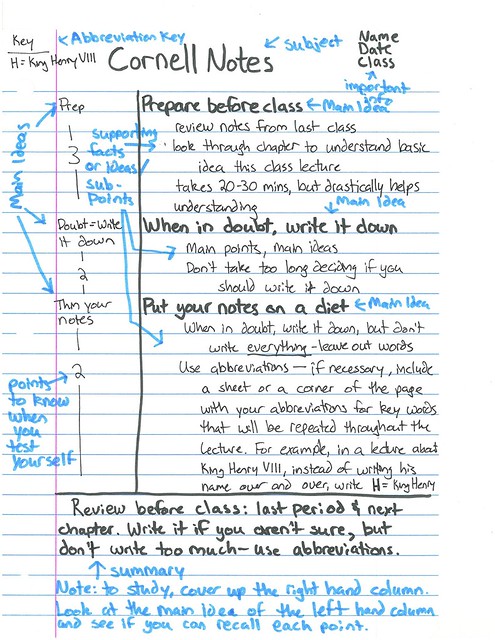 Key
H = King Henry VIII
Abbreviation Key
Cornell Notes
subject
Name
Date
Class
important
info
Main Ideas
Prep
1
3
1
supporting
facts
or ideas
sub-
points
Prepare before class
Main Idea
review notes from last class
look through chapter to understand basic
idea this class lecture
takes 20-30 mins, but drastically helps
understanding
Main Idea
Doubt = Write
it down
2
When in doubt, write it down
Main points, main ideas
Don't take too long deciding if you
should write it down
Thin your
notes
2
Put your notes on a diet
Main Idea
When in doubt, write it down, but don't
write everything - leave out words
Use abbreviations — if necessary, include
a sheet or a corner of the page
with your abbreviations for key words
that will be repeated throughout the
lecture. For example, in a lecture about
King Henry VIII, instead of writing his
name over and over, write H = King Henry
points
to know
when
you
test
yourself
Review before class: last period & next
chapter. Write it if you aren't sure, but
don't write too much - use abbreviations.
summary
Note: to study, cover up the right hand column.
Look at the main idea of the left hand column
and see if you can recall each point.